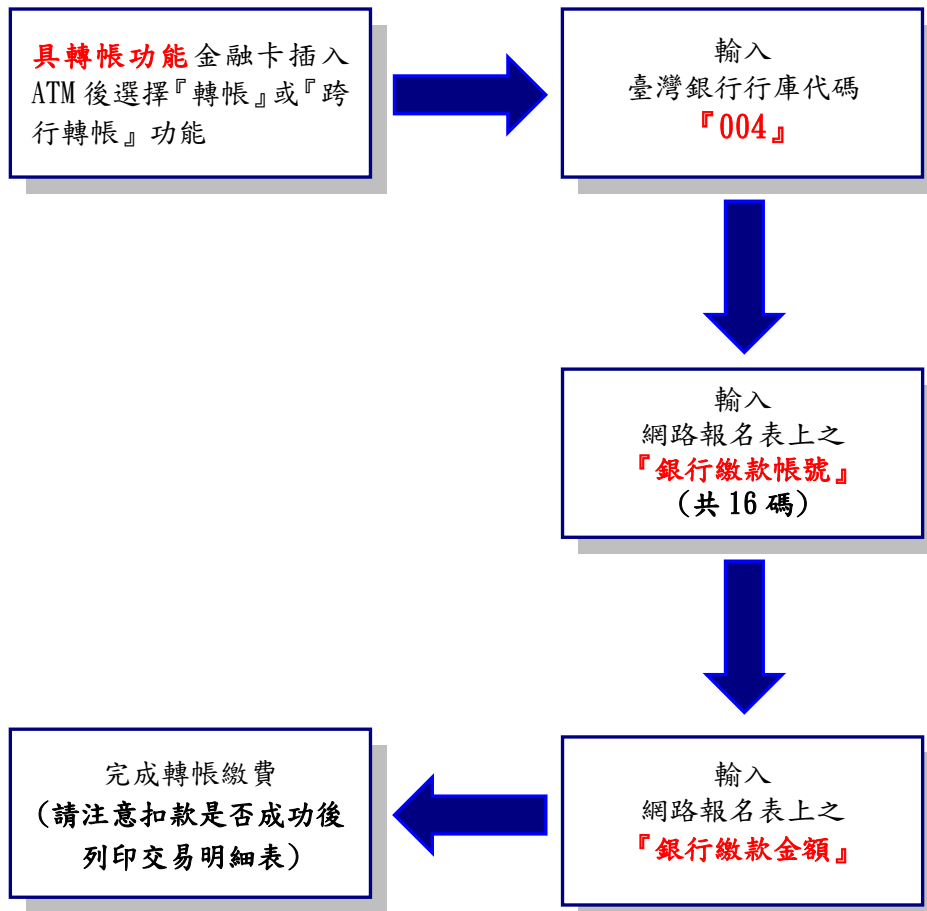 具轉帳功能金融卡插入
ATM後選擇『轉帳』或『跨
行轉帳』功能
輸入
臺灣銀行行庫代碼
『004』
輸入
網路報名表上之
『銀行繳款帳號』
(共16碼)
輸入
網路報名表上之
『銀行繳款金額』
完成轉帳繳費
(請注意扣款是否成功後
列印交易明細表)